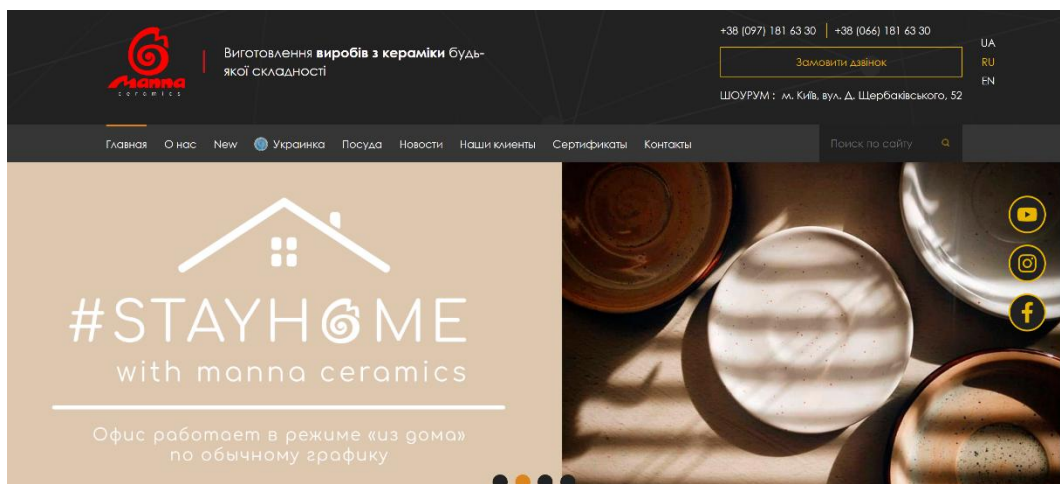 Manna
ceramics
Виготовлення виробів з кераміки будь-
якої складності
+38 (097) 181 63 30 +38 (066) 181 63 30
Замовити дзвінок
ШОУРУМ : м. Київ, вул. Д. Щербаківського, 52
UA
RU
EN
Главная О нас New Украинка Посуда Новости Наши клиенты Сертификаты Контакты
Поиск по сайту
#STAYHOME
with manna ceramics
Офис работает в режиме «из дома»
по обычному графику